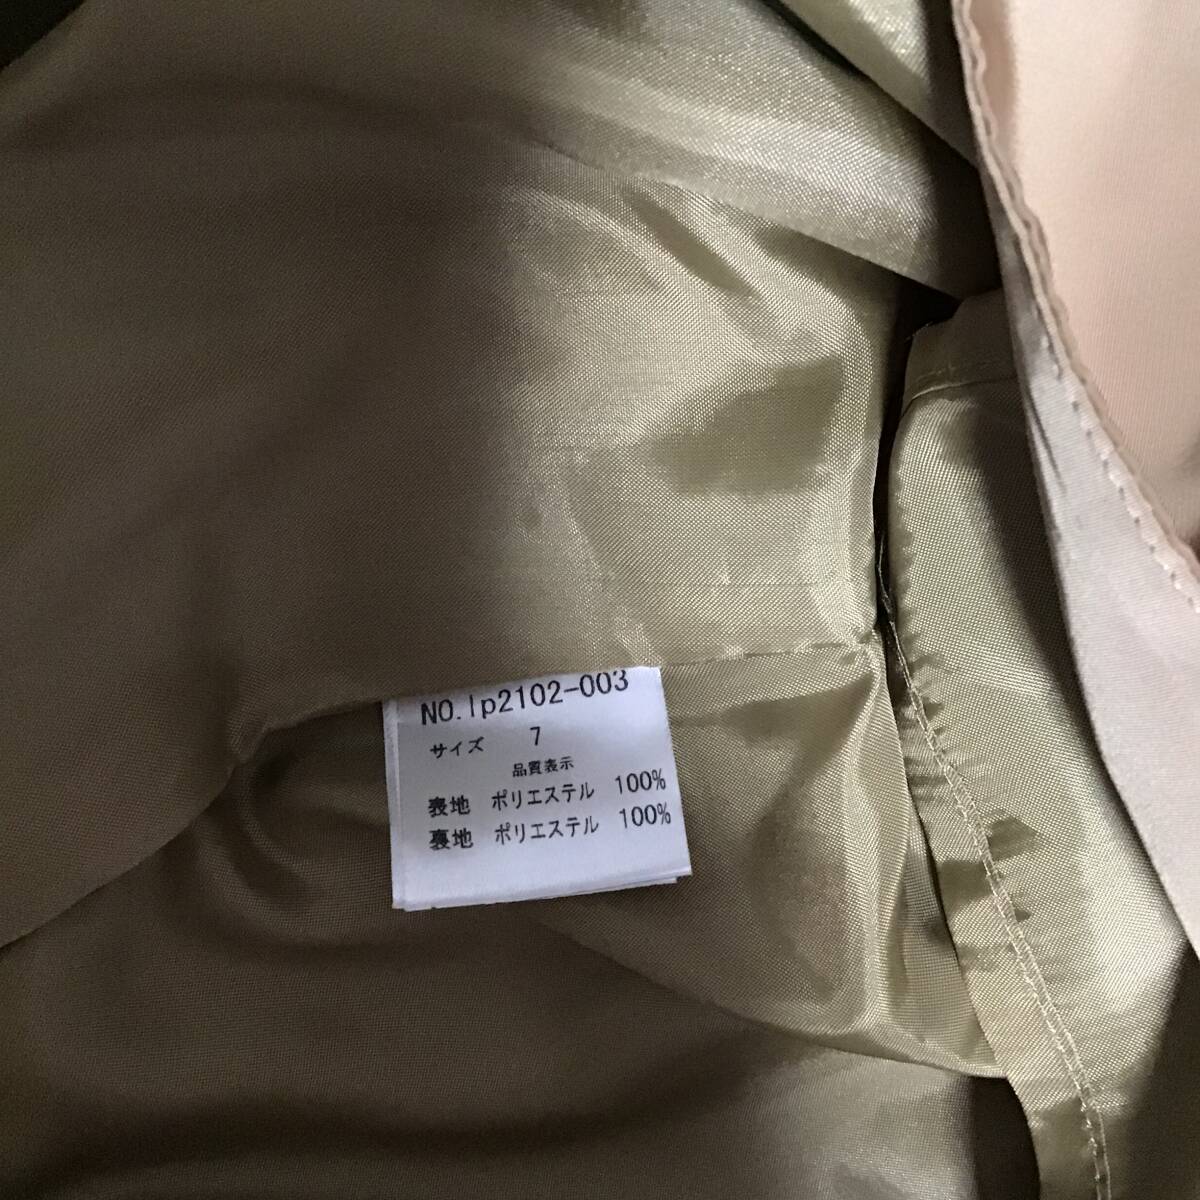 NO.lp2102-003
サイズ 7
品質表示
表地 ポリエステル 100%
裏地 ポリエステル 100%